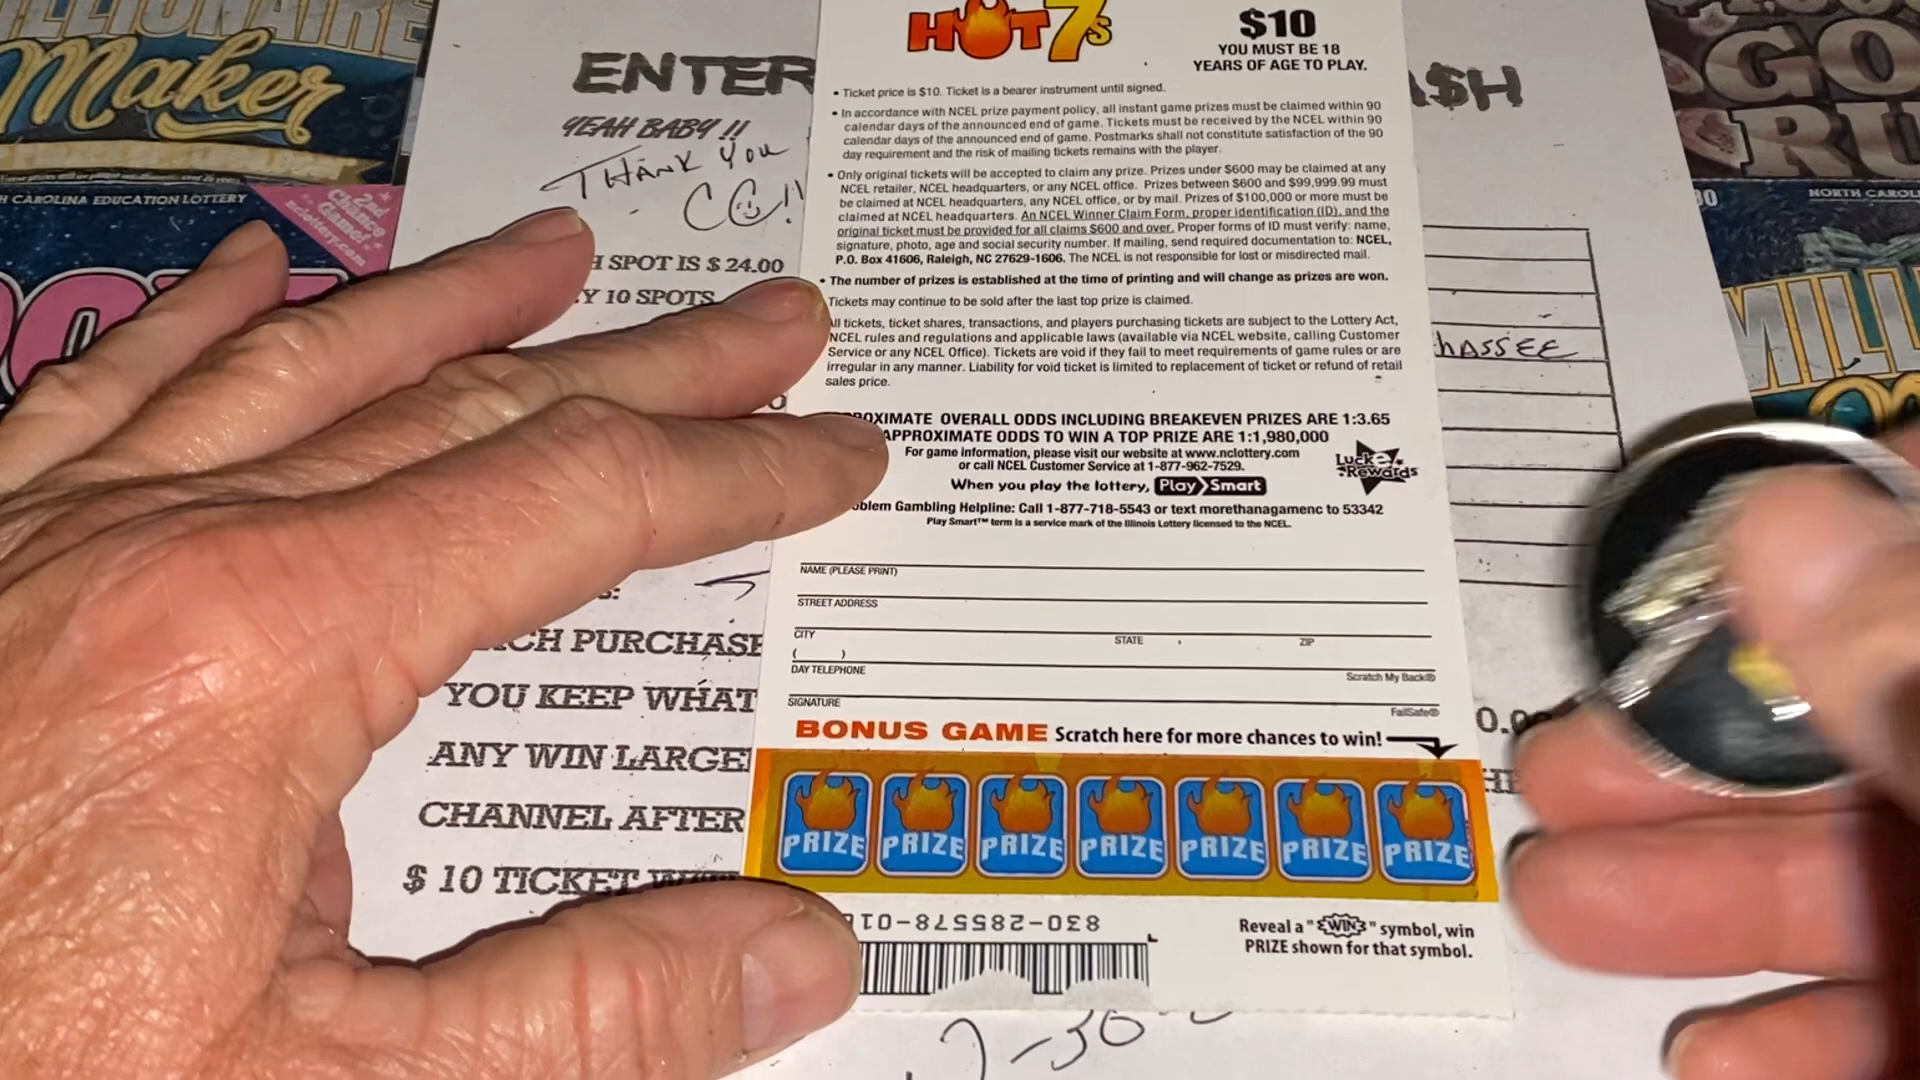 MILLIONAIRE
Maker
CAROLINA EDUCATION LOTTERY
2nd
Chance
Game!
nclottery.com
ENTER
YEAH BABY !!
THANK YOU
CC !!
SPOT IS $ 24.00
10 SPOTS
CH PURCHASE
YOU KEEP WHAT
ANY WIN LARGE
CHANNEL AFTER
$ 10 TICKET
HOT 7s
$10
YOU MUST BE 18
YEARS OF AGE TO PLAY.
• Ticket price is $10. Ticket is a bearer instrument until signed.
• In accordance with NCEL prize payment policy, all instant game prizes must be claimed within 90
calendar days of the announced end of game. Tickets must be received by the NCEL within 90
calendar days of the announced end of game. Postmarks shall not constitute satisfaction of the 90
day requirement and the risk of mailing tickets remains with the player.
• Only original tickets will be accepted to claim any prize. Prizes under $600 may be claimed at any
NCEL retailer, NCEL headquarters, or any NCEL office. Prizes between $600 and $99,999.99 must
be claimed at NCEL headquarters, any NCEL office, or by mail. Prizes of $100,000 or more must be
claimed at NCEL headquarters. An NCEL Winner Claim Form, proper identification (ID), and the
original ticket must be provided for all claims $600 and over. Proper forms of ID must verify: name,
signature, photo, age and social security number. If mailing, send required documentation to: NCEL,
P.O. Box 41606, Raleigh, NC 27629-1606. The NCEL is not responsible for lost or misdirected mail.
• The number of prizes is established at the time of printing and will change as prizes are won.
Tickets may continue to be sold after the last top prize is claimed.
All tickets, ticket shares, transactions, and players purchasing tickets are subject to the Lottery Act,
NCEL rules and regulations and applicable laws (available via NCEL website, calling Customer
Service or any NCEL Office). Tickets are void if they fail to meet requirements of game rules or are
irregular in any manner. Liability for void ticket is limited to replacement of ticket or refund of retail
sales price.
OXIMATE OVERALL ODDS INCLUDING BREAKEVEN PRIZES ARE 1:3.65
APPROXIMATE ODDS TO WIN A TOP PRIZE ARE 1:1,980,000
For game information, please visit our website at www.nclottery.com
or call NCEL Customer Service at 1-877-962-7529.
Lucke
Rewards
When you play the lottery, Play Smart
oblem Gambling Helpline: Call 1-877-718-5543 or text morethanagamenc to 53342
Play Smart™ term is a service mark of the Illinois Lottery licensed to the NCEL.
NAME (PLEASE PRINT)
STREET ADDRESS
CITY STATE ZIP
( )
DAY TELEPHONE
Scratch My Back®
SIGNATURE
FailSafe®
BONUS GAME Scratch here for more chances to win!
PRIZE PRIZE PRIZE PRIZE PRIZE PRIZE PRIZE
830-285578-01
Reveal a "WIN" symbol, win
PRIZE shown for that symbol.
A$H
HASSEE
NORTH CAROL
MILL
GO
RU
-30